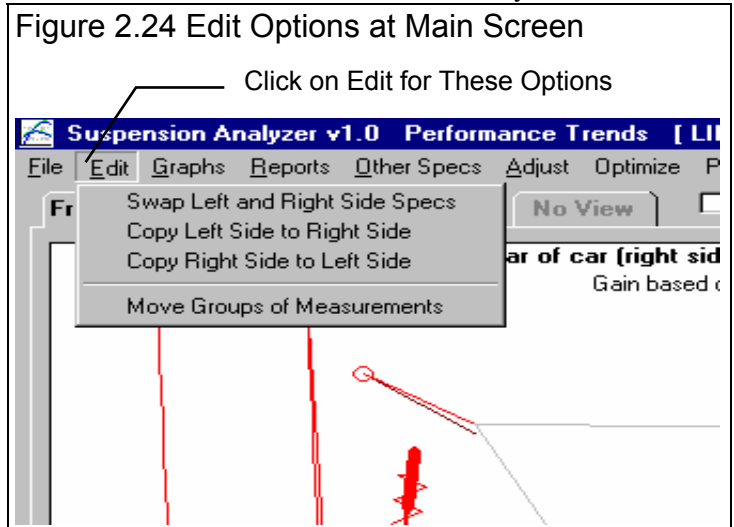 Figure 2.24 Edit Options at Main Screen
Click on Edit for These Options
Suspension Analyzer v1.0 Performance Trends [
File Edit Graphs Reports Other Specs Adjust Optimize
Swap Left and Right Side Specs
Copy Left Side to Right Side
Copy Right Side to Left Side
Move Groups of Measurements
No View
of car (right
Gain based